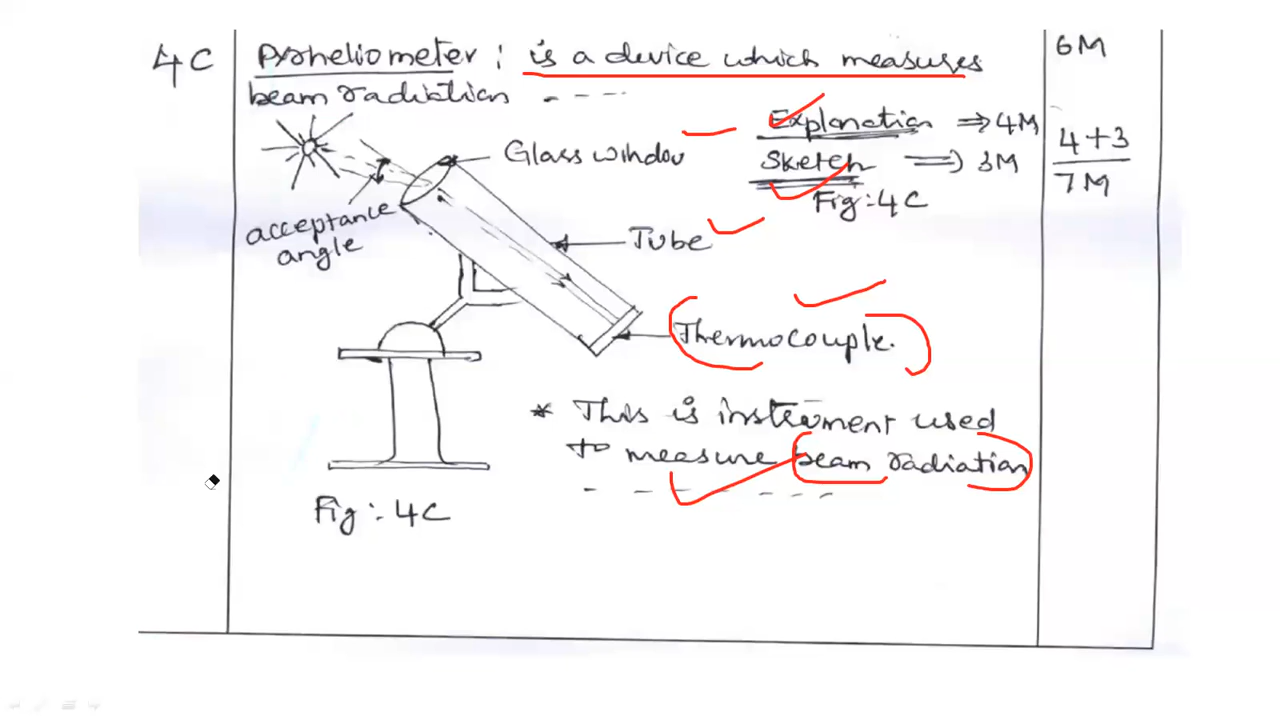 4C
Pyroheliometer : is a device which measures
beam radiation - - - -
6M
Explanation => 4M
4+3
Glass window
Sketch => 3M
7M
Fig:-4C
acceptance
angle
Tube
Thermocouple.
* This is instrument used
to measure beam radiation
- - - - - -
Fig:- 4C